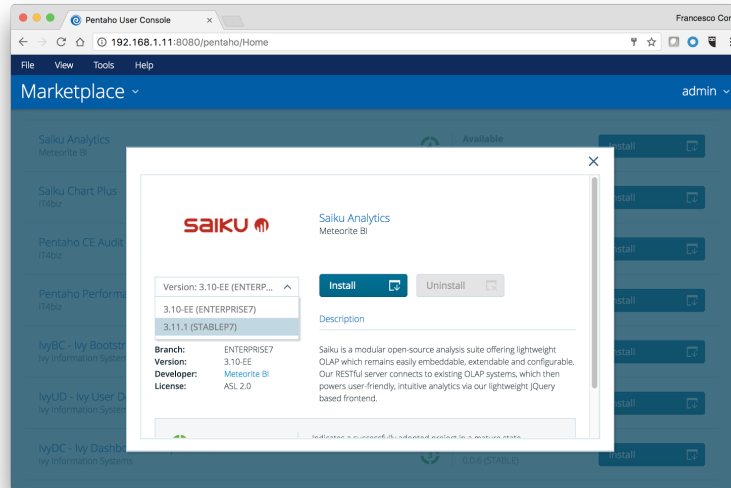 Pentaho User Console
Francesco Cor
192.168.1.11:8080/pentaho/Home
File View Tools Help
Marketplace
admin
Saiku Analytics
Meteorite BI
Available
Install
Saiku Chart Plus
IT4biz
Install
Pentaho CE Audit
IT4biz
Install
Pentaho Performa
IT4biz
Install
IvyBC - Ivy Bootstr
Ivy Information System
Install
IvyUD - Ivy User D
Ivy Information System
Install
IvyDC - Ivy Dashbo
Ivy Information Systems
0.0.6 (STABLE)
Install
saiku
Saiku Analytics
Meteorite BI
Version: 3.10-EE (ENTERP...
Install
Uninstall
3.10-EE (ENTERPRISE7)
3.11.1 (STABLEP7)
Description
Branch: ENTERPRISE7
Version: 3.10-EE
Developer: Meteorite BI
License: ASL 2.0
Saiku is a modular open-source analysis suite offering lightweight
OLAP which remains easily embeddable, extendable and configurable.
Our RESTful server connects to existing OLAP systems, which then
powers user-friendly, intuitive analytics via our lightweight JQuery
based frontend.
Indicates a successfully adopted project in a mature state